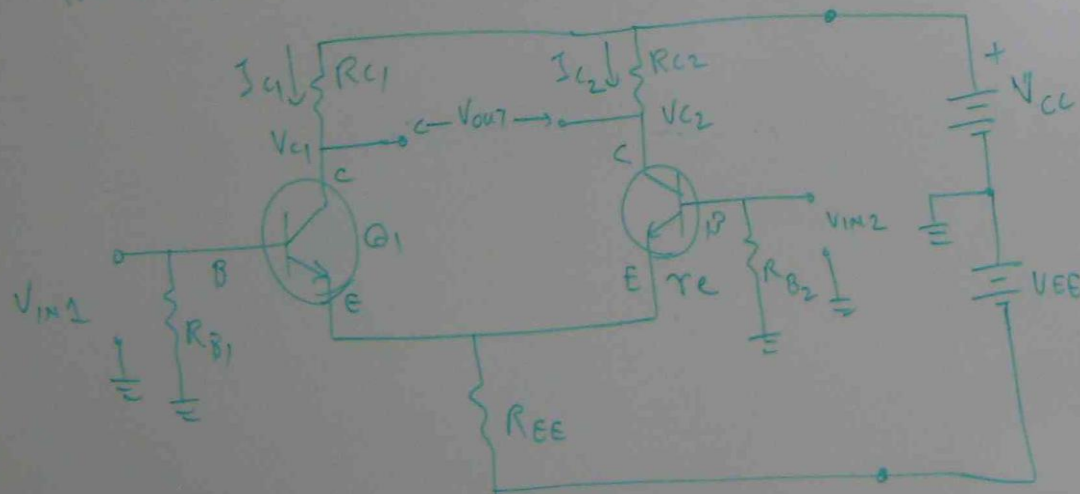 IC1 RC1
IC2 RC2
+
VCC
VC1
VOUT
VC2
C
C
Q1
B
B
VIN2
VIN1
E
E
re
RB1
RB2
VEE
REE